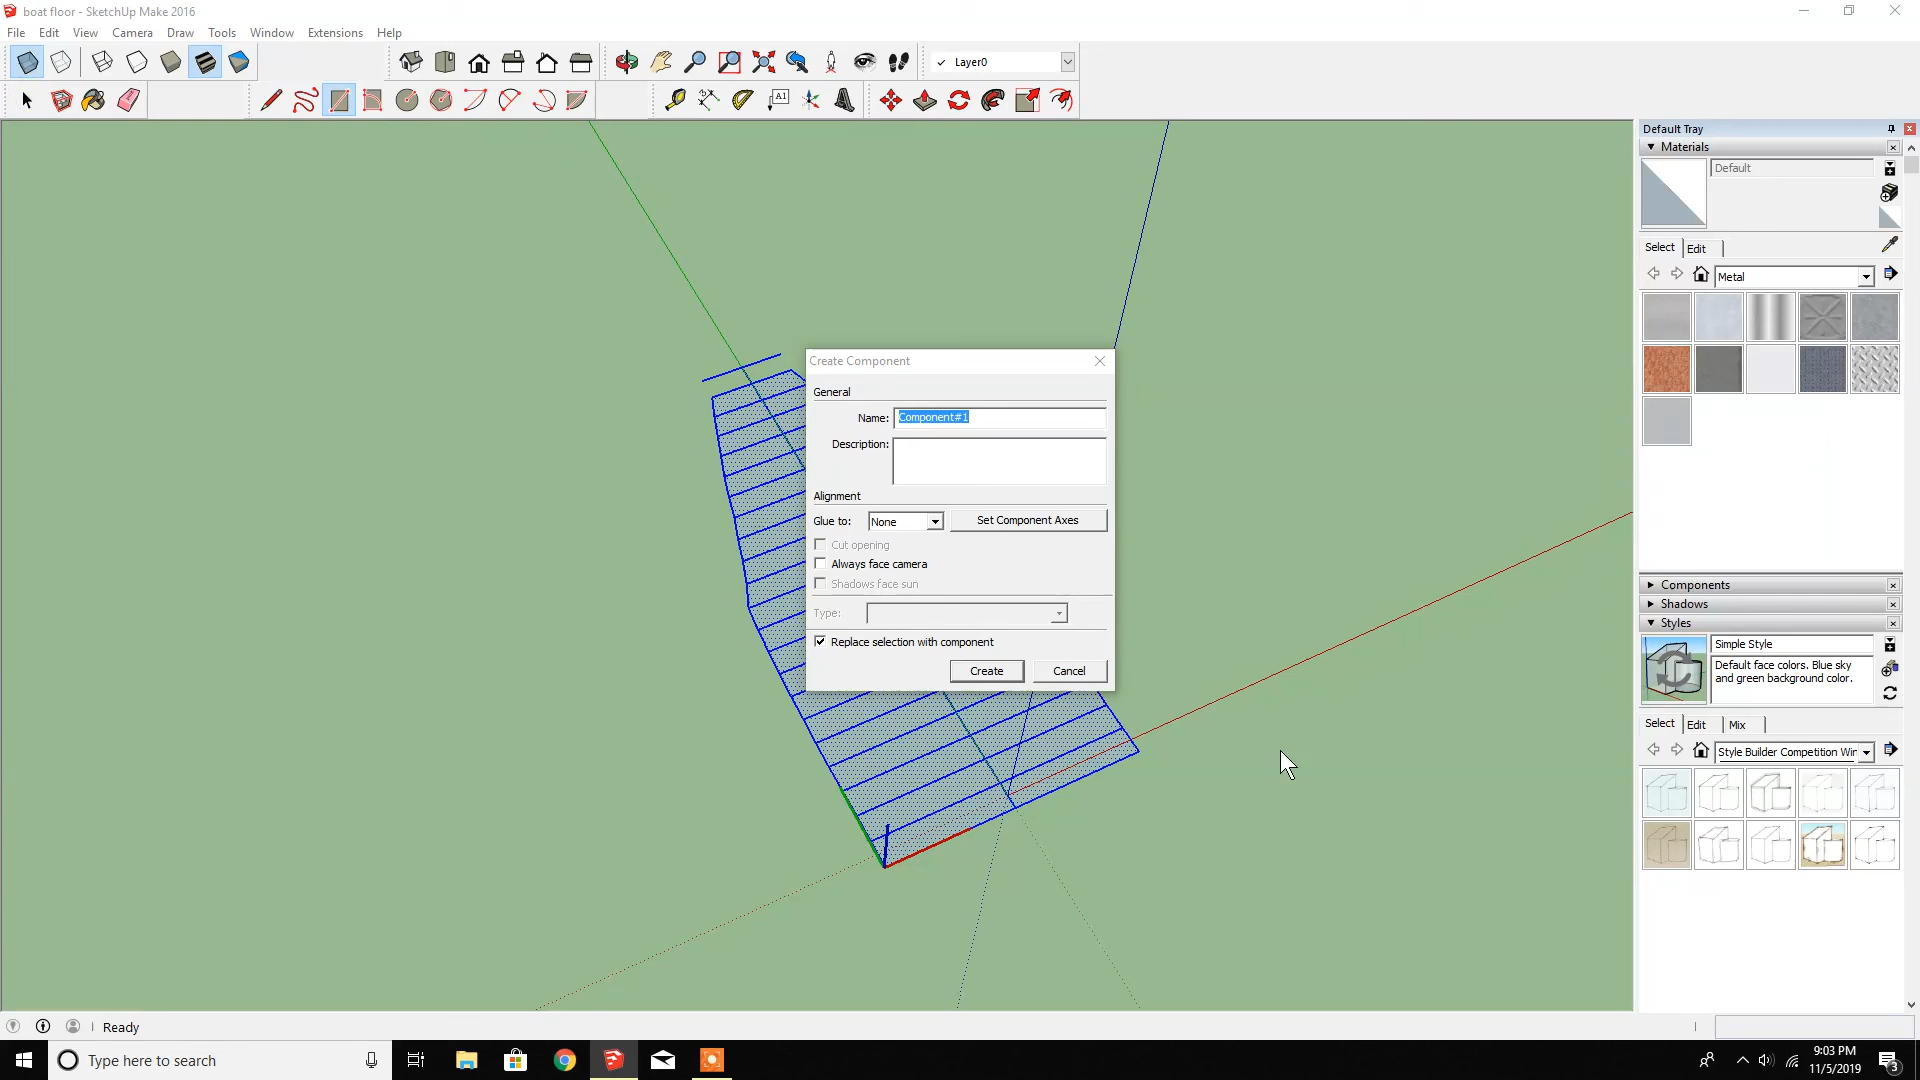 boat floor - SketchUp Make 2016
File Edit View Camera Draw Tools Window Extensions Help
Layer0
A1
Default Tray
Materials
Default
Select Edit
Metal
Create Component
General
Name: Component#1
Description:
Alignment
Glue to: None Set Component Axes
Cut opening
Always face camera
Shadows face sun
Type:
Replace selection with component
Create Cancel
Components
Shadows
Styles
Simple Style
Default face colors. Blue sky
and green background color.
Select Edit Mix
Style Builder Competition Wir
Ready
Type here to search
9:03 PM
11/5/2019
3